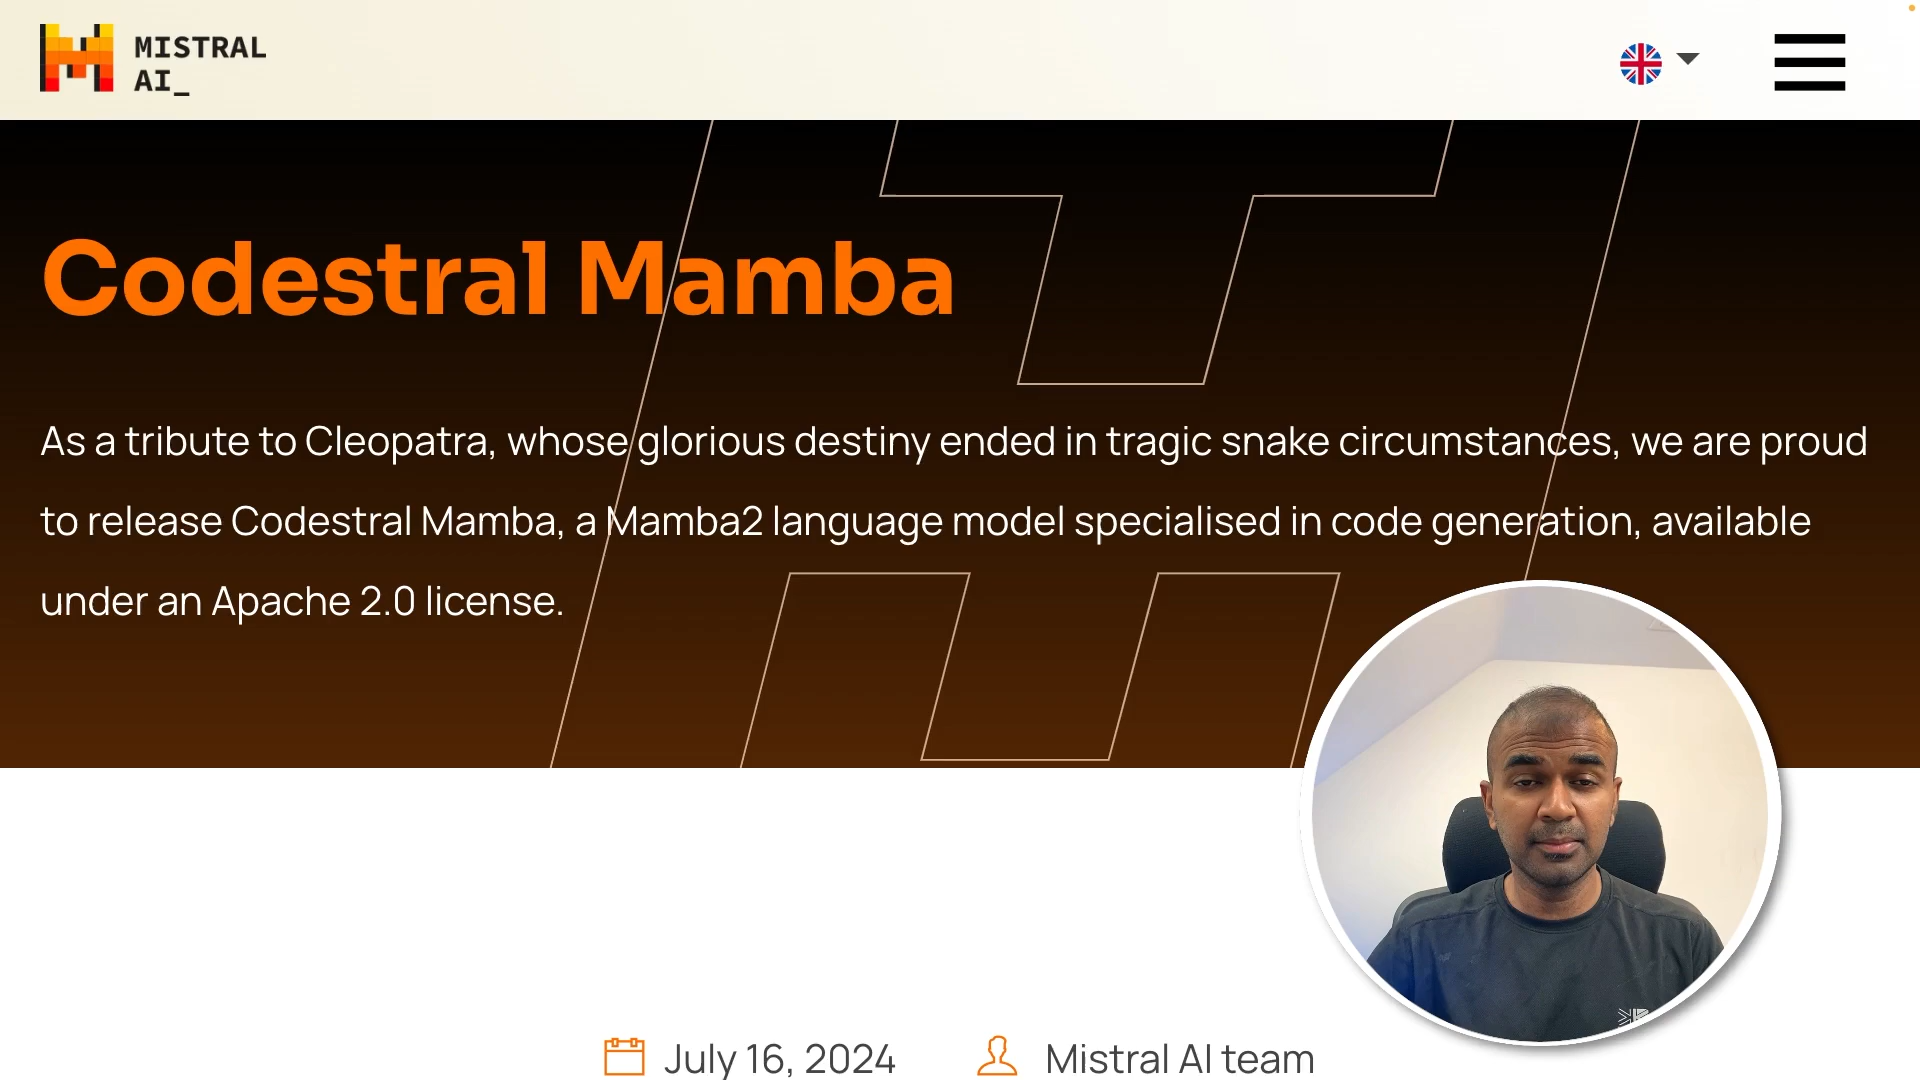 MISTRAL
AI_
Codestral Mamba
As a tribute to Cleopatra, whose glorious destiny ended in tragic snake circumstances, we are proud
to release Codestral Mamba, a Mamba2 language model specialised in code generation, available
under an Apache 2.0 license.
July 16, 2024
Mistral AI team